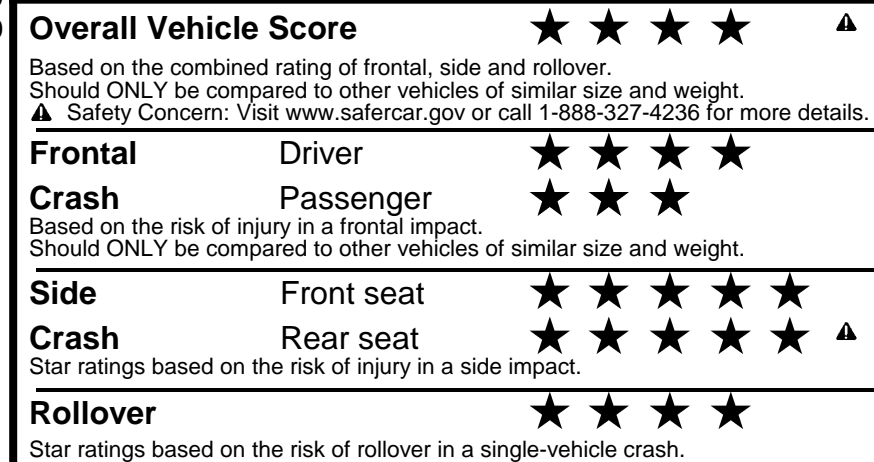 Overall Vehicle Score ★ ★ ★ ★ ⚠
Based on the combined rating of frontal, side and rollover.
Should ONLY be compared to other vehicles of similar size and weight.
⚠ Safety Concern: Visit www.safercar.gov or call 1-888-327-4236 for more details.
Frontal Driver ★ ★ ★ ★
Crash Passenger ★ ★ ★
Based on the risk of injury in a frontal impact.
Should ONLY be compared to other vehicles of similar size and weight.
Side Front seat ★ ★ ★ ★ ★
Crash Rear seat ★ ★ ★ ★ ★ ⚠
Star ratings based on the risk of injury in a side impact.
Rollover ★ ★ ★ ★
Star ratings based on the risk of rollover in a single-vehicle crash.